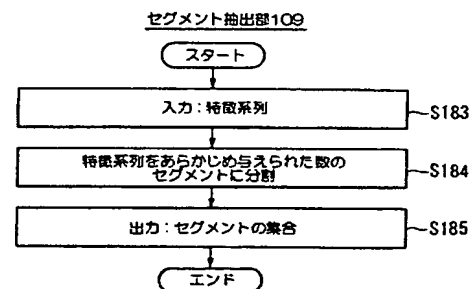 セグメント抽出部109
スタート
入力：特徴系列
S183
特徴系列をあらかじめ与えられた数の
セグメントに分割
S184
出力：セグメントの集合
S185
エンド